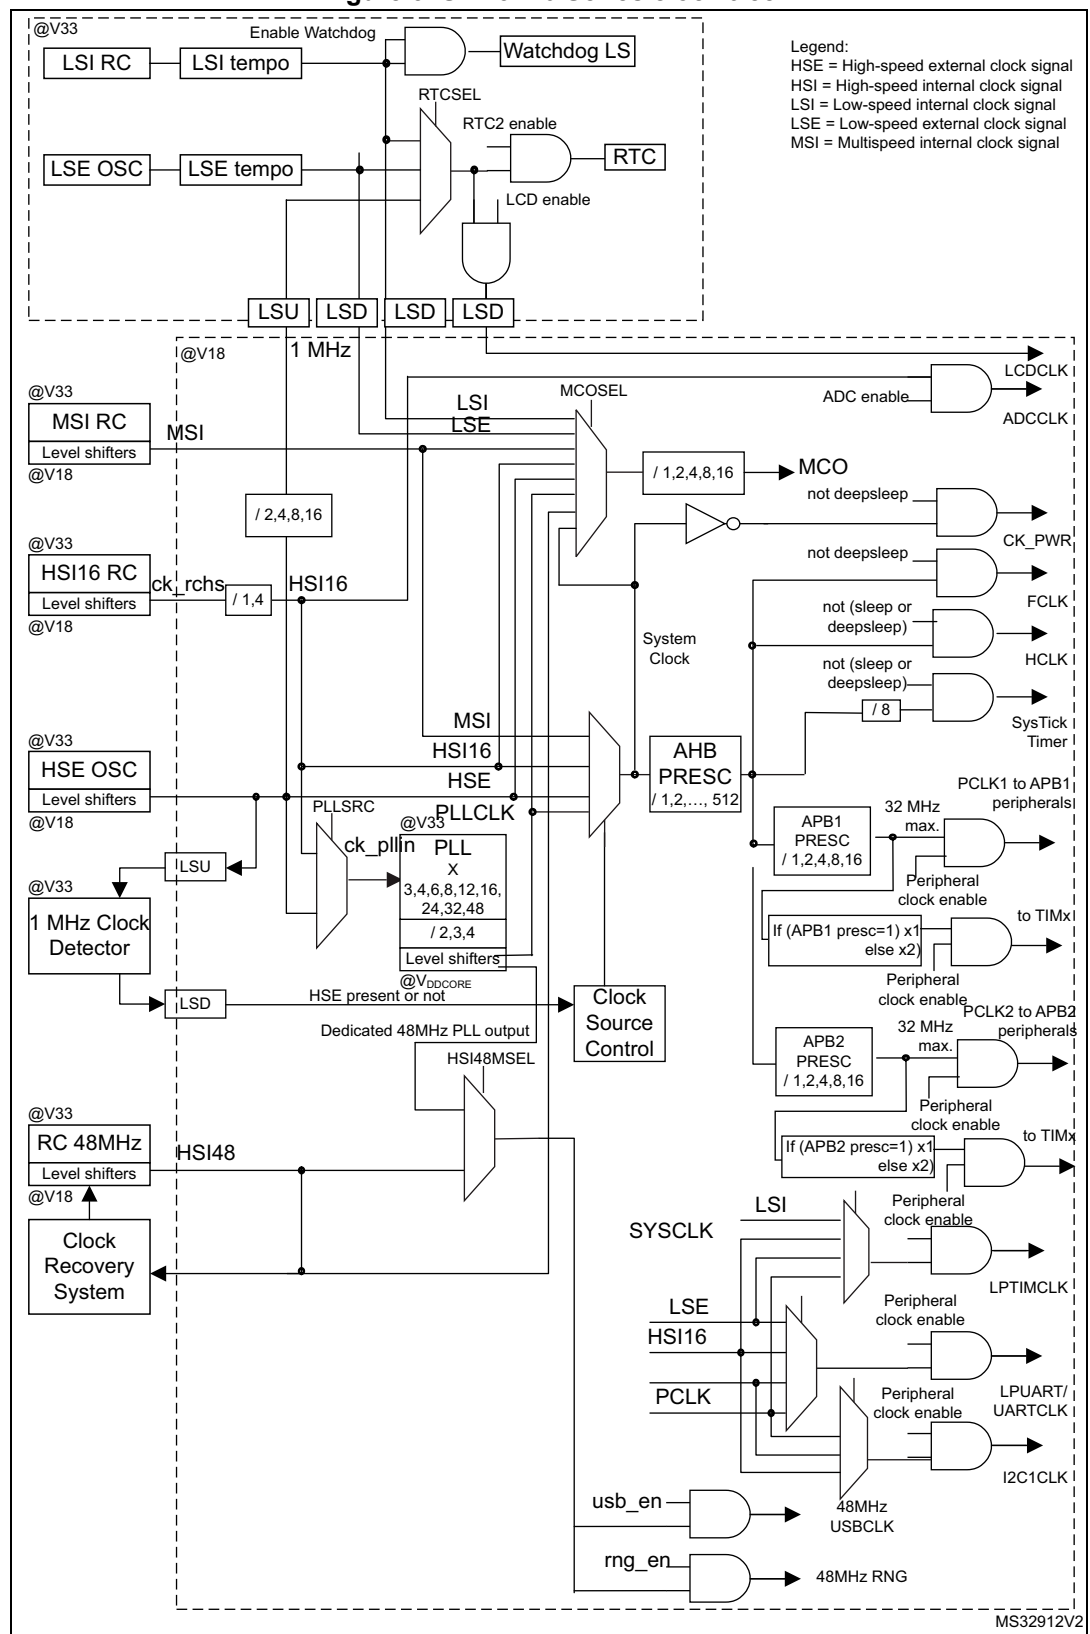 @V33
Enable Watchdog
LSI RC
LSI tempo
Watchdog LS
Legend:
HSE = High-speed external clock signal
HSI = High-speed internal clock signal
LSI = Low-speed internal clock signal
LSE = Low-speed external clock signal
MSI = Multispeed internal clock signal
RTCSEL
RTC2 enable
LSE OSC
LSE tempo
RTC
LCD enable
LSU
LSD
LSD
LSD
@V18
1 MHz
LCDCLK
@V33
MSI RC
Level shifters
@V18
MSI
LSI
LSE
MCOSEL
ADC enable
ADCCLK
/ 1,2,4,8,16
MCO
/ 2,4,8,16
not deepsleep
CK_PWR
@V33
HSI16 RC
Level shifters
@V18
ck_rchs
/ 1,4
HSI16
not deepsleep
FCLK
System
Clock
not (sleep or
deepsleep)
HCLK
not (sleep or
deepsleep)
/ 8
SysTick
Timer
@V33
HSE OSC
Level shifters
@V18
MSI
HSI16
HSE
PLLCLK
AHB
PRESC
/ 1,2,…, 512
PCLK1 to APB1
peripherals
PLLSRC
ck_pllin
@V33
PLL
X
3,4,6,8,12,16,
24,32,48
/ 2,3,4
Level shifters
@VDDCORE
APB1
PRESC
/ 1,2,4,8,16
32 MHz
max.
Peripheral
clock enable
LSU
@V33
1 MHz Clock
Detector
LSD
HSE present or not
Clock
Source
Control
If (APB1 presc=1) x1
else x2)
to TIMx
Peripheral
clock enable
Dedicated 48MHz PLL output
PCLK2 to APB2
peripherals
32 MHz
max.
APB2
PRESC
/ 1,2,4,8,16
Peripheral
clock enable
HSI48MSEL
@V33
RC 48MHz
Level shifters
@V18
HSI48
If (APB2 presc=1) x1
else x2)
to TIMx
Peripheral
clock enable
Clock
Recovery
System
LSI
SYSCLK
LPTIMCLK
LSE
HSI16
PCLK
Peripheral
clock enable
LPUART/
UARTCLK
Peripheral
clock enable
I2C1CLK
usb_en
48MHz
USBCLK
rng_en
48MHz RNG
MS32912V2